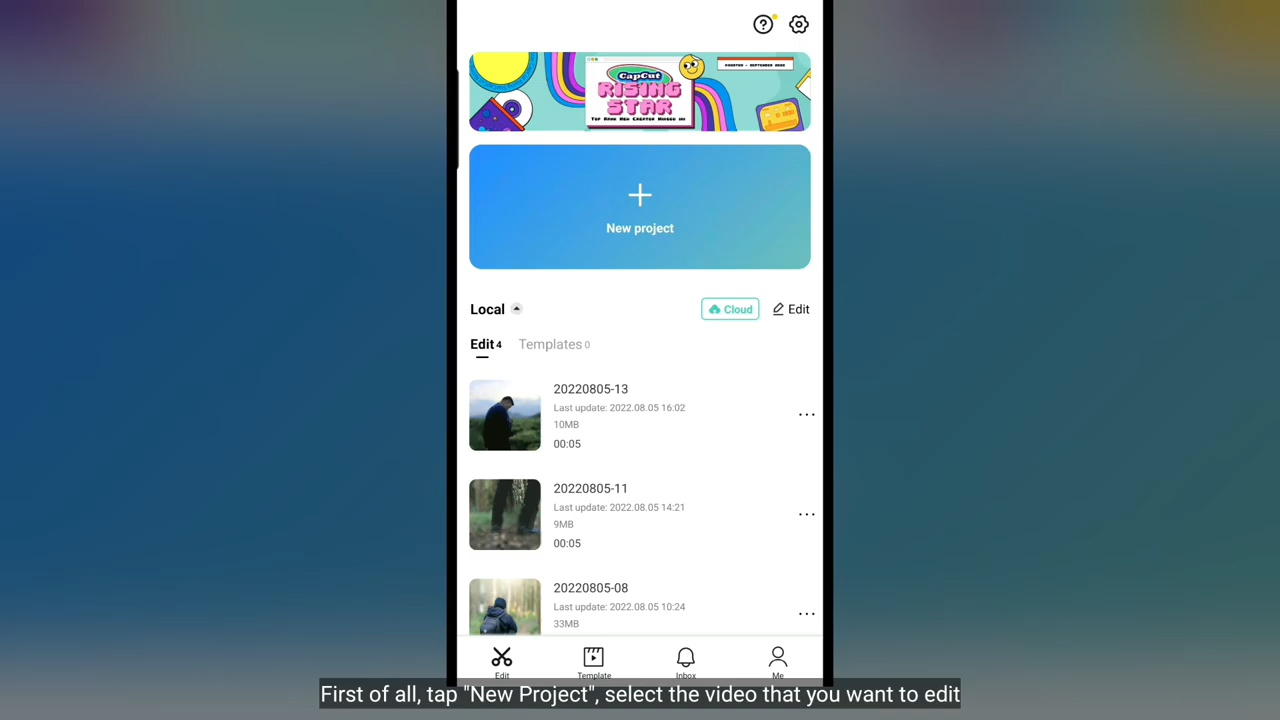 CapCut
RISING
STAR
New project
Local
Cloud
Edit
Edit 4
Templates 0
20220805-13
Last update: 2022.08.05 16:02
10MB
00:05
20220805-11
Last update: 2022.08.05 14:21
9MB
00:05
20220805-08
Last update: 2022.08.05 10:24
33MB
Edit
Template
Inbox
Me
First of all, tap "New Project", select the video that you want to edit